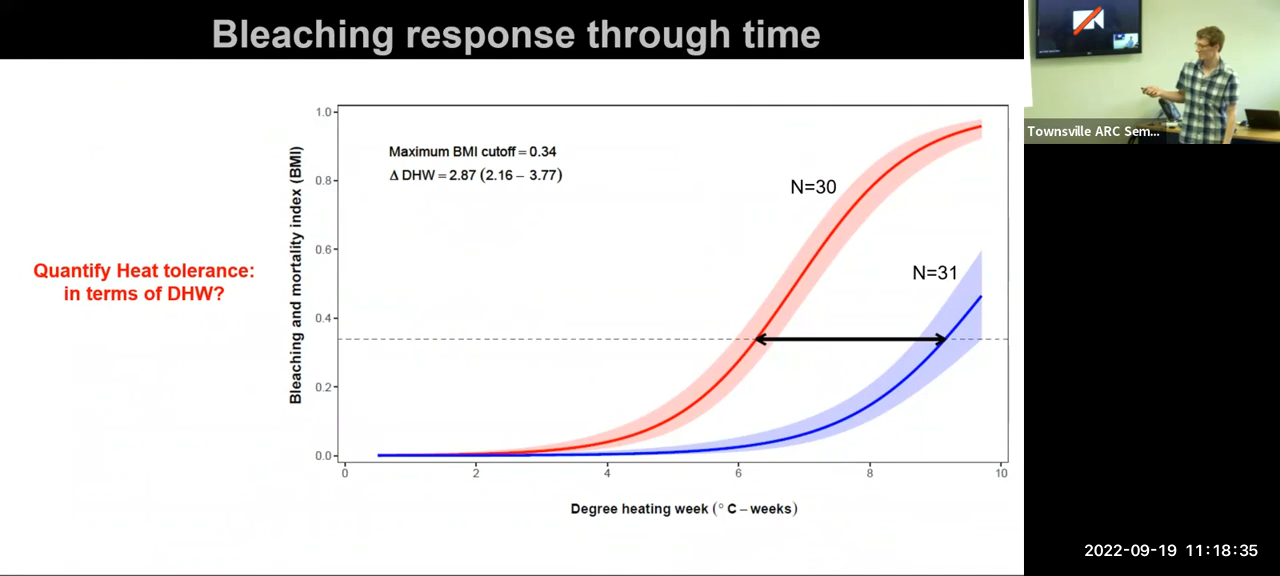 Bleaching response through time
Quantify Heat tolerance:
in terms of DHW?
Bleaching and mortality index (BMI)
1.0
0.8
0.6
0.4
0.2
0.0
Maximum BMI cutoff = 0.34
Δ DHW = 2.87 (2.16 − 3.77)
N=30
N=31
0 2 4 6 8 10
Degree heating week (° C − weeks)
Townsville ARC Sem...
2022-09-19 11:18:35